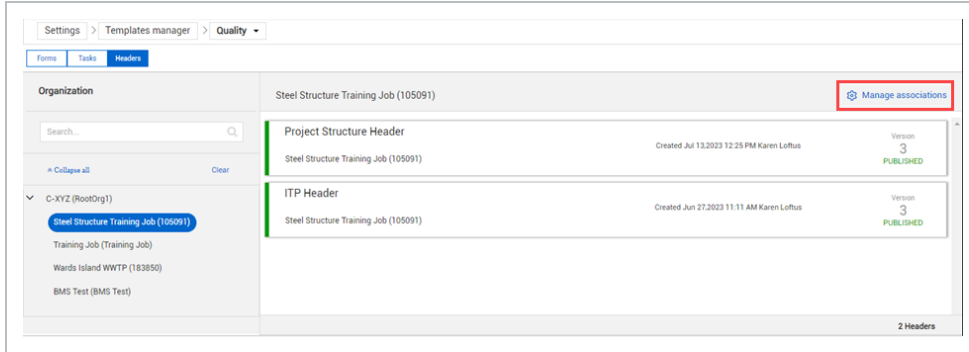 Settings > Templates manager > Quality
Forms Tasks Headers
Organization
Steel Structure Training Job (105091)
Manage associations
Search...
Collapse all Clear
C-XYZ (RootOrg1)
Steel Structure Training Job (105091)
Training Job (Training Job)
Wards Island WWTP (183850)
BMS Test (BMS Test)
Project Structure Header
Steel Structure Training Job (105091)
Created Jul 13,2023 12:25 PM Karen Loftus
Version
3
PUBLISHED
ITP Header
Steel Structure Training Job (105091)
Created Jun 27,2023 11:11 AM Karen Loftus
Version
3
PUBLISHED
2 Headers